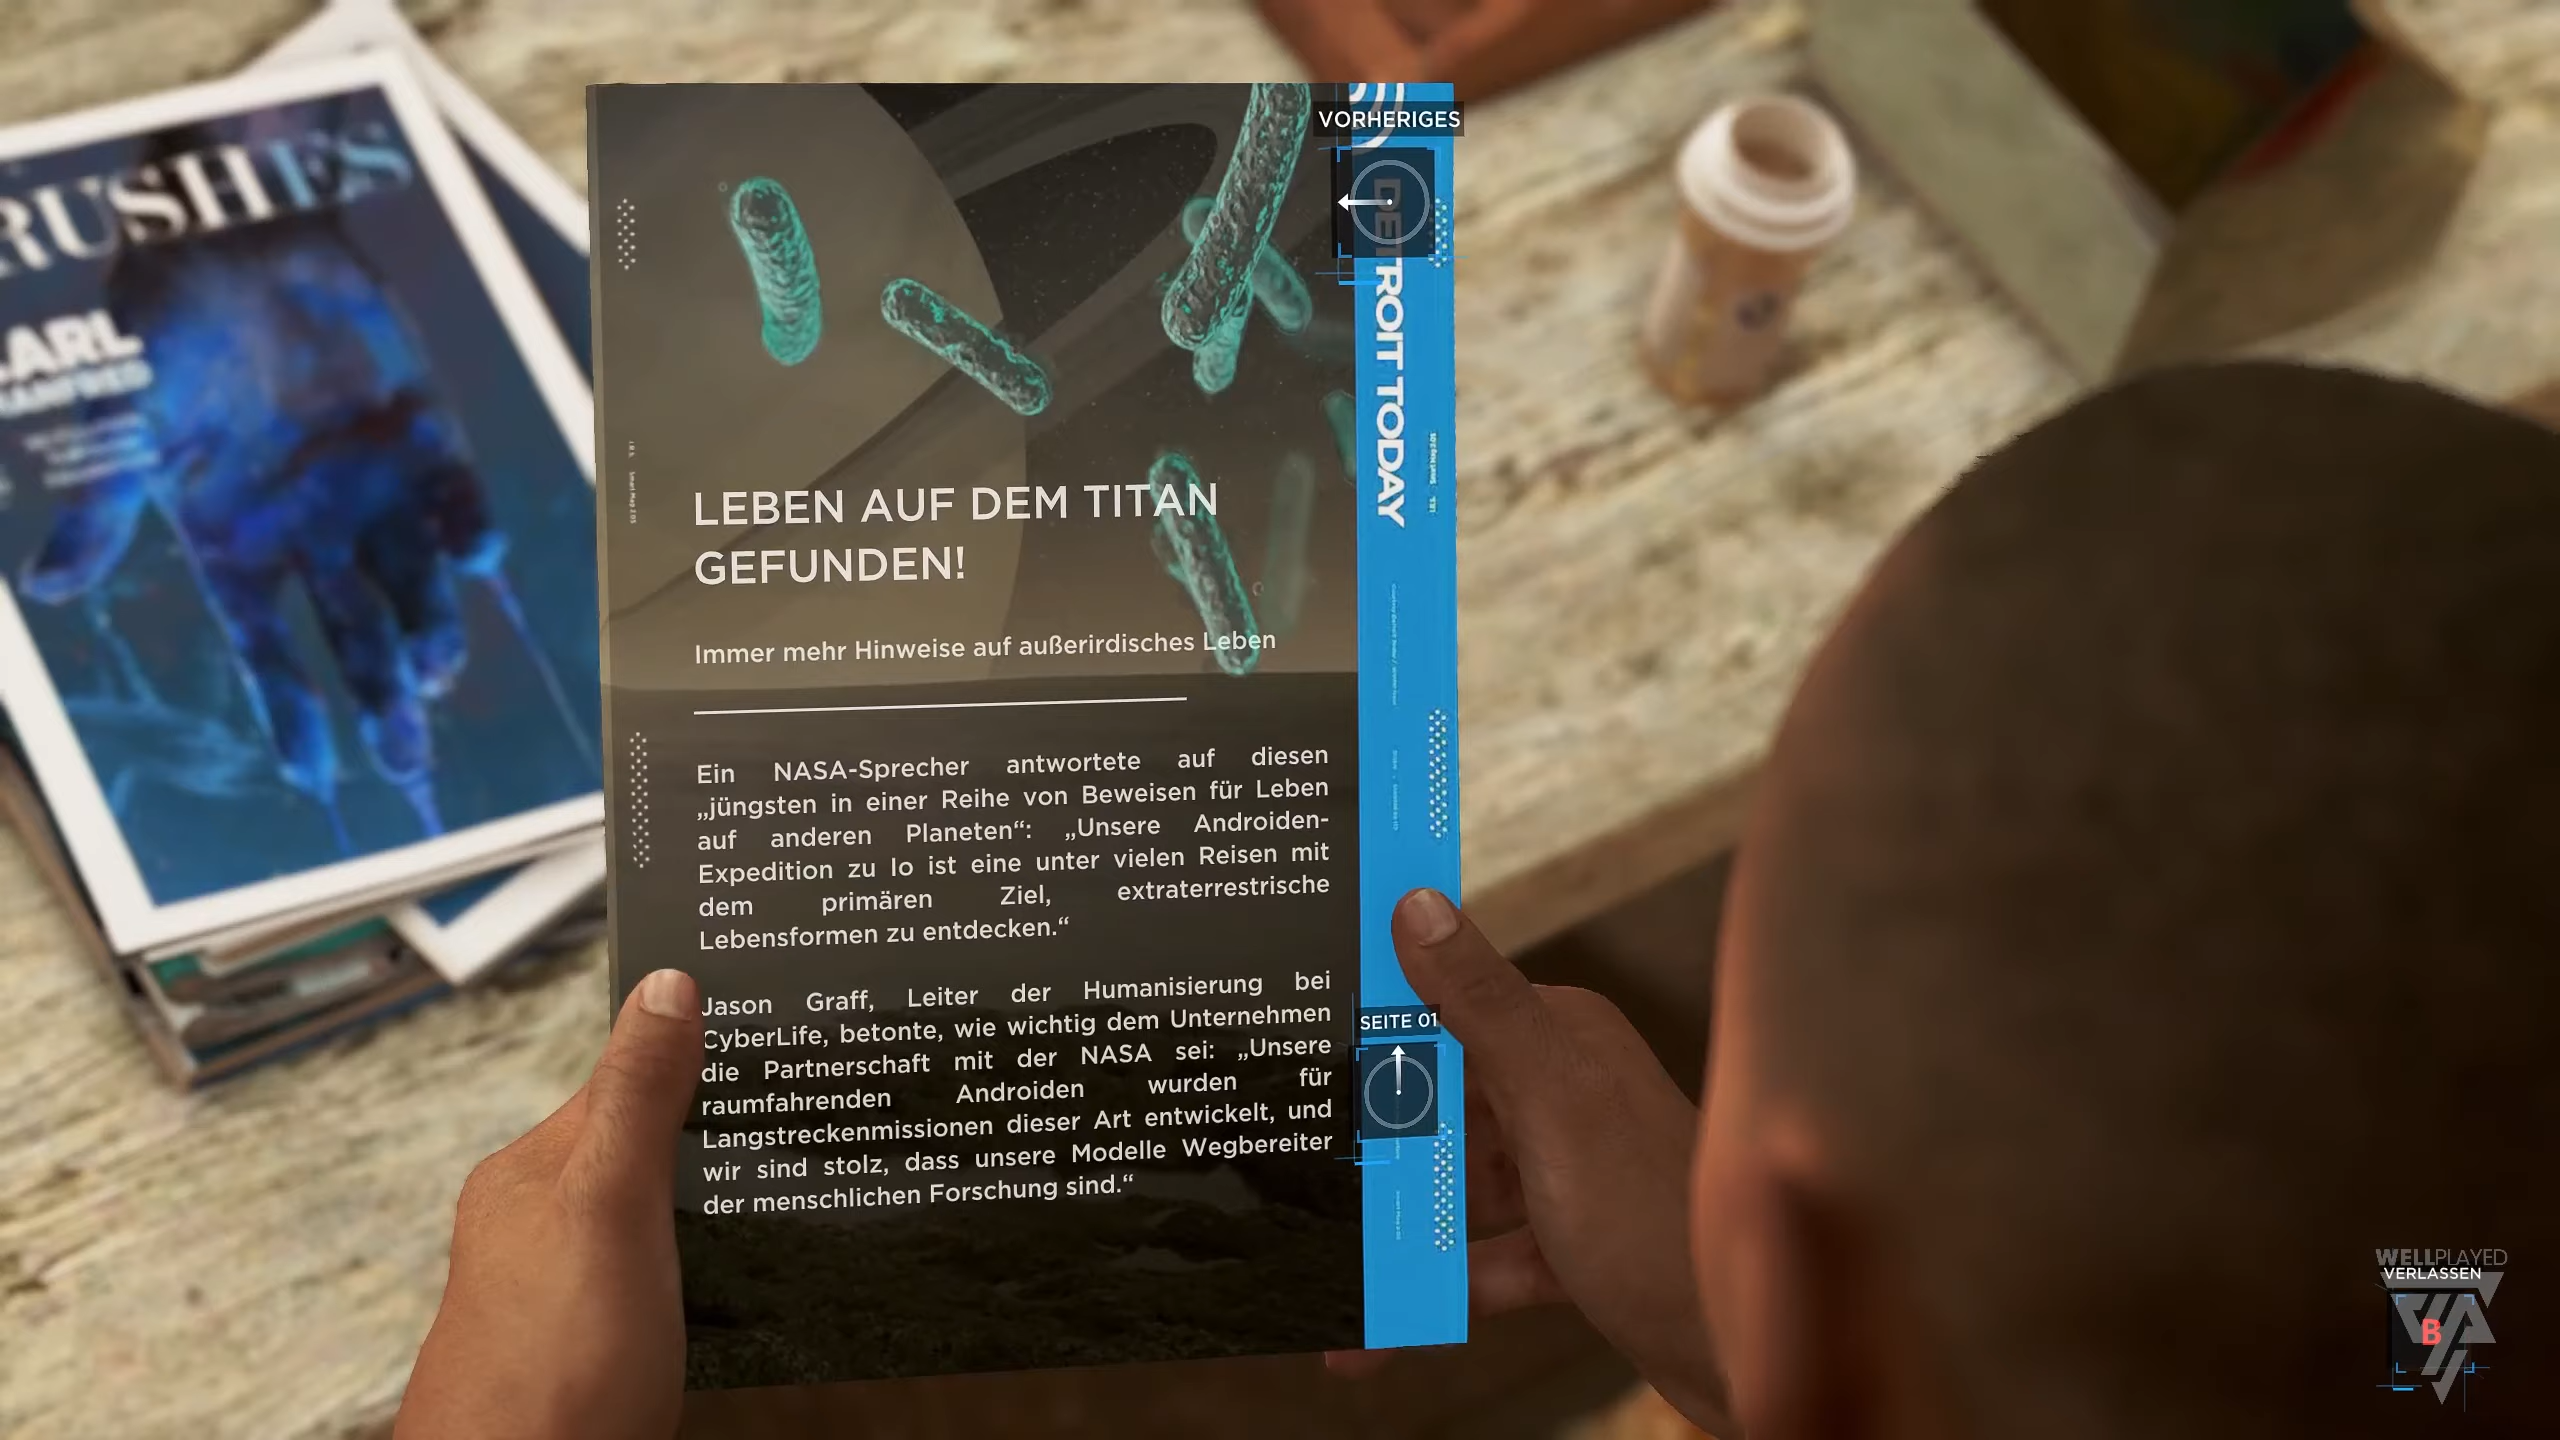 RUSHES
VORHERIGES
DETROIT TODAY
LEBEN AUF DEM TITAN
GEFUNDEN!
Immer mehr Hinweise auf außerirdisches Leben
Ein NASA-Sprecher antwortete auf diesen
„jüngsten in einer Reihe von Beweisen für Leben
auf anderen Planeten“: „Unsere Androiden-
Expedition zu Io ist eine unter vielen Reisen mit
dem primären Ziel, extraterrestrische
Lebensformen zu entdecken.“
Jason Graff, Leiter der Humanisierung bei
CyberLife, betonte, wie wichtig dem Unternehmen
die Partnerschaft mit der NASA sei: „Unsere
raumfahrenden Androiden wurden für
Langstreckenmissionen dieser Art entwickelt, und
wir sind stolz, dass unsere Modelle Wegbereiter
der menschlichen Forschung sind.“
SEITE 01
WELLPLAYED
VERLASSEN
B